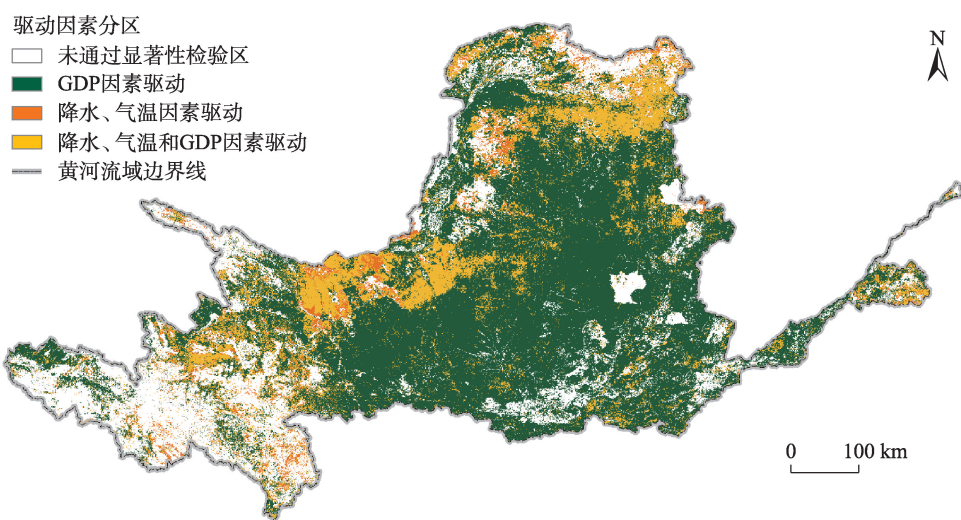 驱动因素分区
未通过显著性检验区
GDP因素驱动
降水、气温因素驱动
降水、气温和GDP因素驱动
黄河流域边界线
N
0 100 km